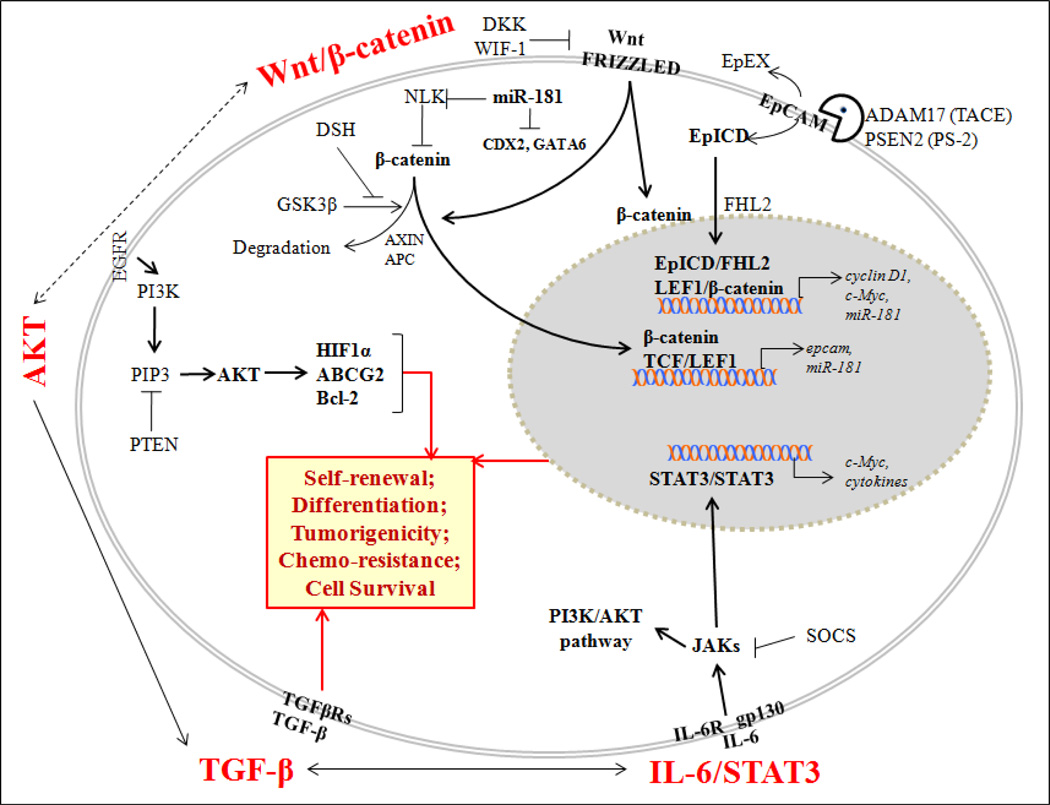 Wnt/β-catenin
DKK
WIF-1
Wnt
FRIZZLED
EpEX
EpCAM
ADAM17 (TACE)
PSEN2 (PS-2)
NLK
miR-181
CDX2, GATA6
EpICD
DSH
β-catenin
GSK3β
β-catenin
FHL2
Degradation
AXIN
APC
EGFR
PI3K
EpICD/FHL2
LEF1/β-catenin
cyclin D1,
c-Myc,
miR-181
AKT
β-catenin
TCF/LEF1
epcam,
miR-181
PIP3
AKT
HIF1α
ABCG2
Bcl-2
PTEN
STAT3/STAT3
c-Myc,
cytokines
Self-renewal;
Differentiation;
Tumorigenicity;
Chemo-resistance;
Cell Survival
PI3K/AKT
pathway
JAKs
SOCS
TGFβRs
TGF-β
IL-6R
gp130
IL-6
TGF-β
IL-6/STAT3